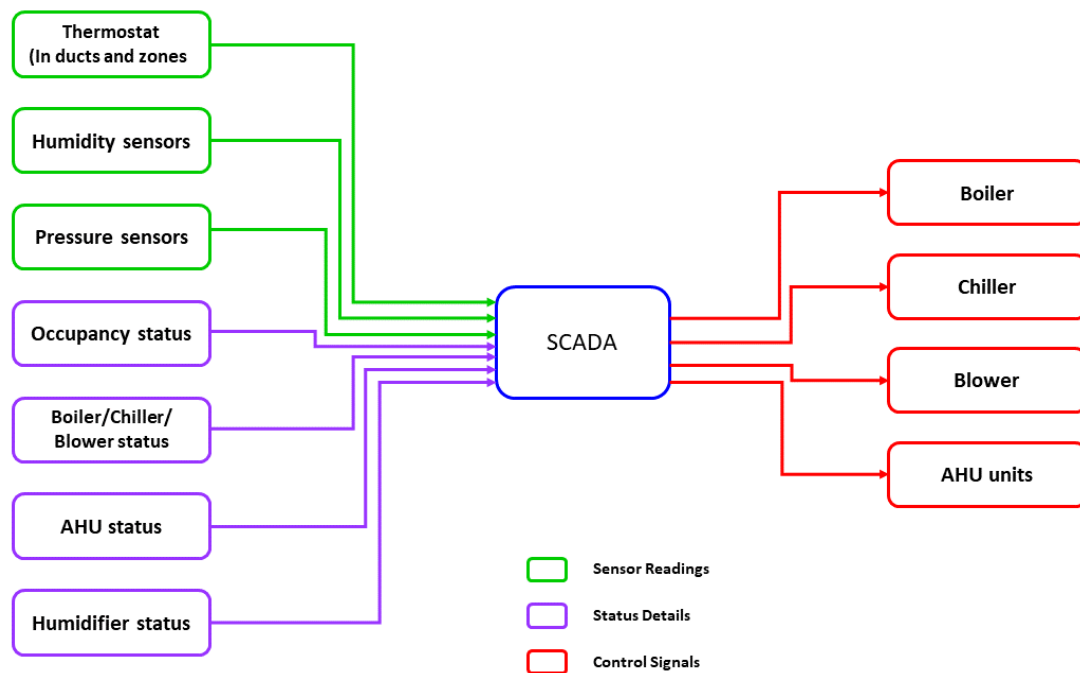 Thermostat
(In ducts and zones
Humidity sensors
Pressure sensors
Occupancy status
Boiler/Chiller/
Blower status
AHU status
Humidifier status
SCADA
Boiler
Chiller
Blower
AHU units
Sensor Readings
Status Details
Control Signals